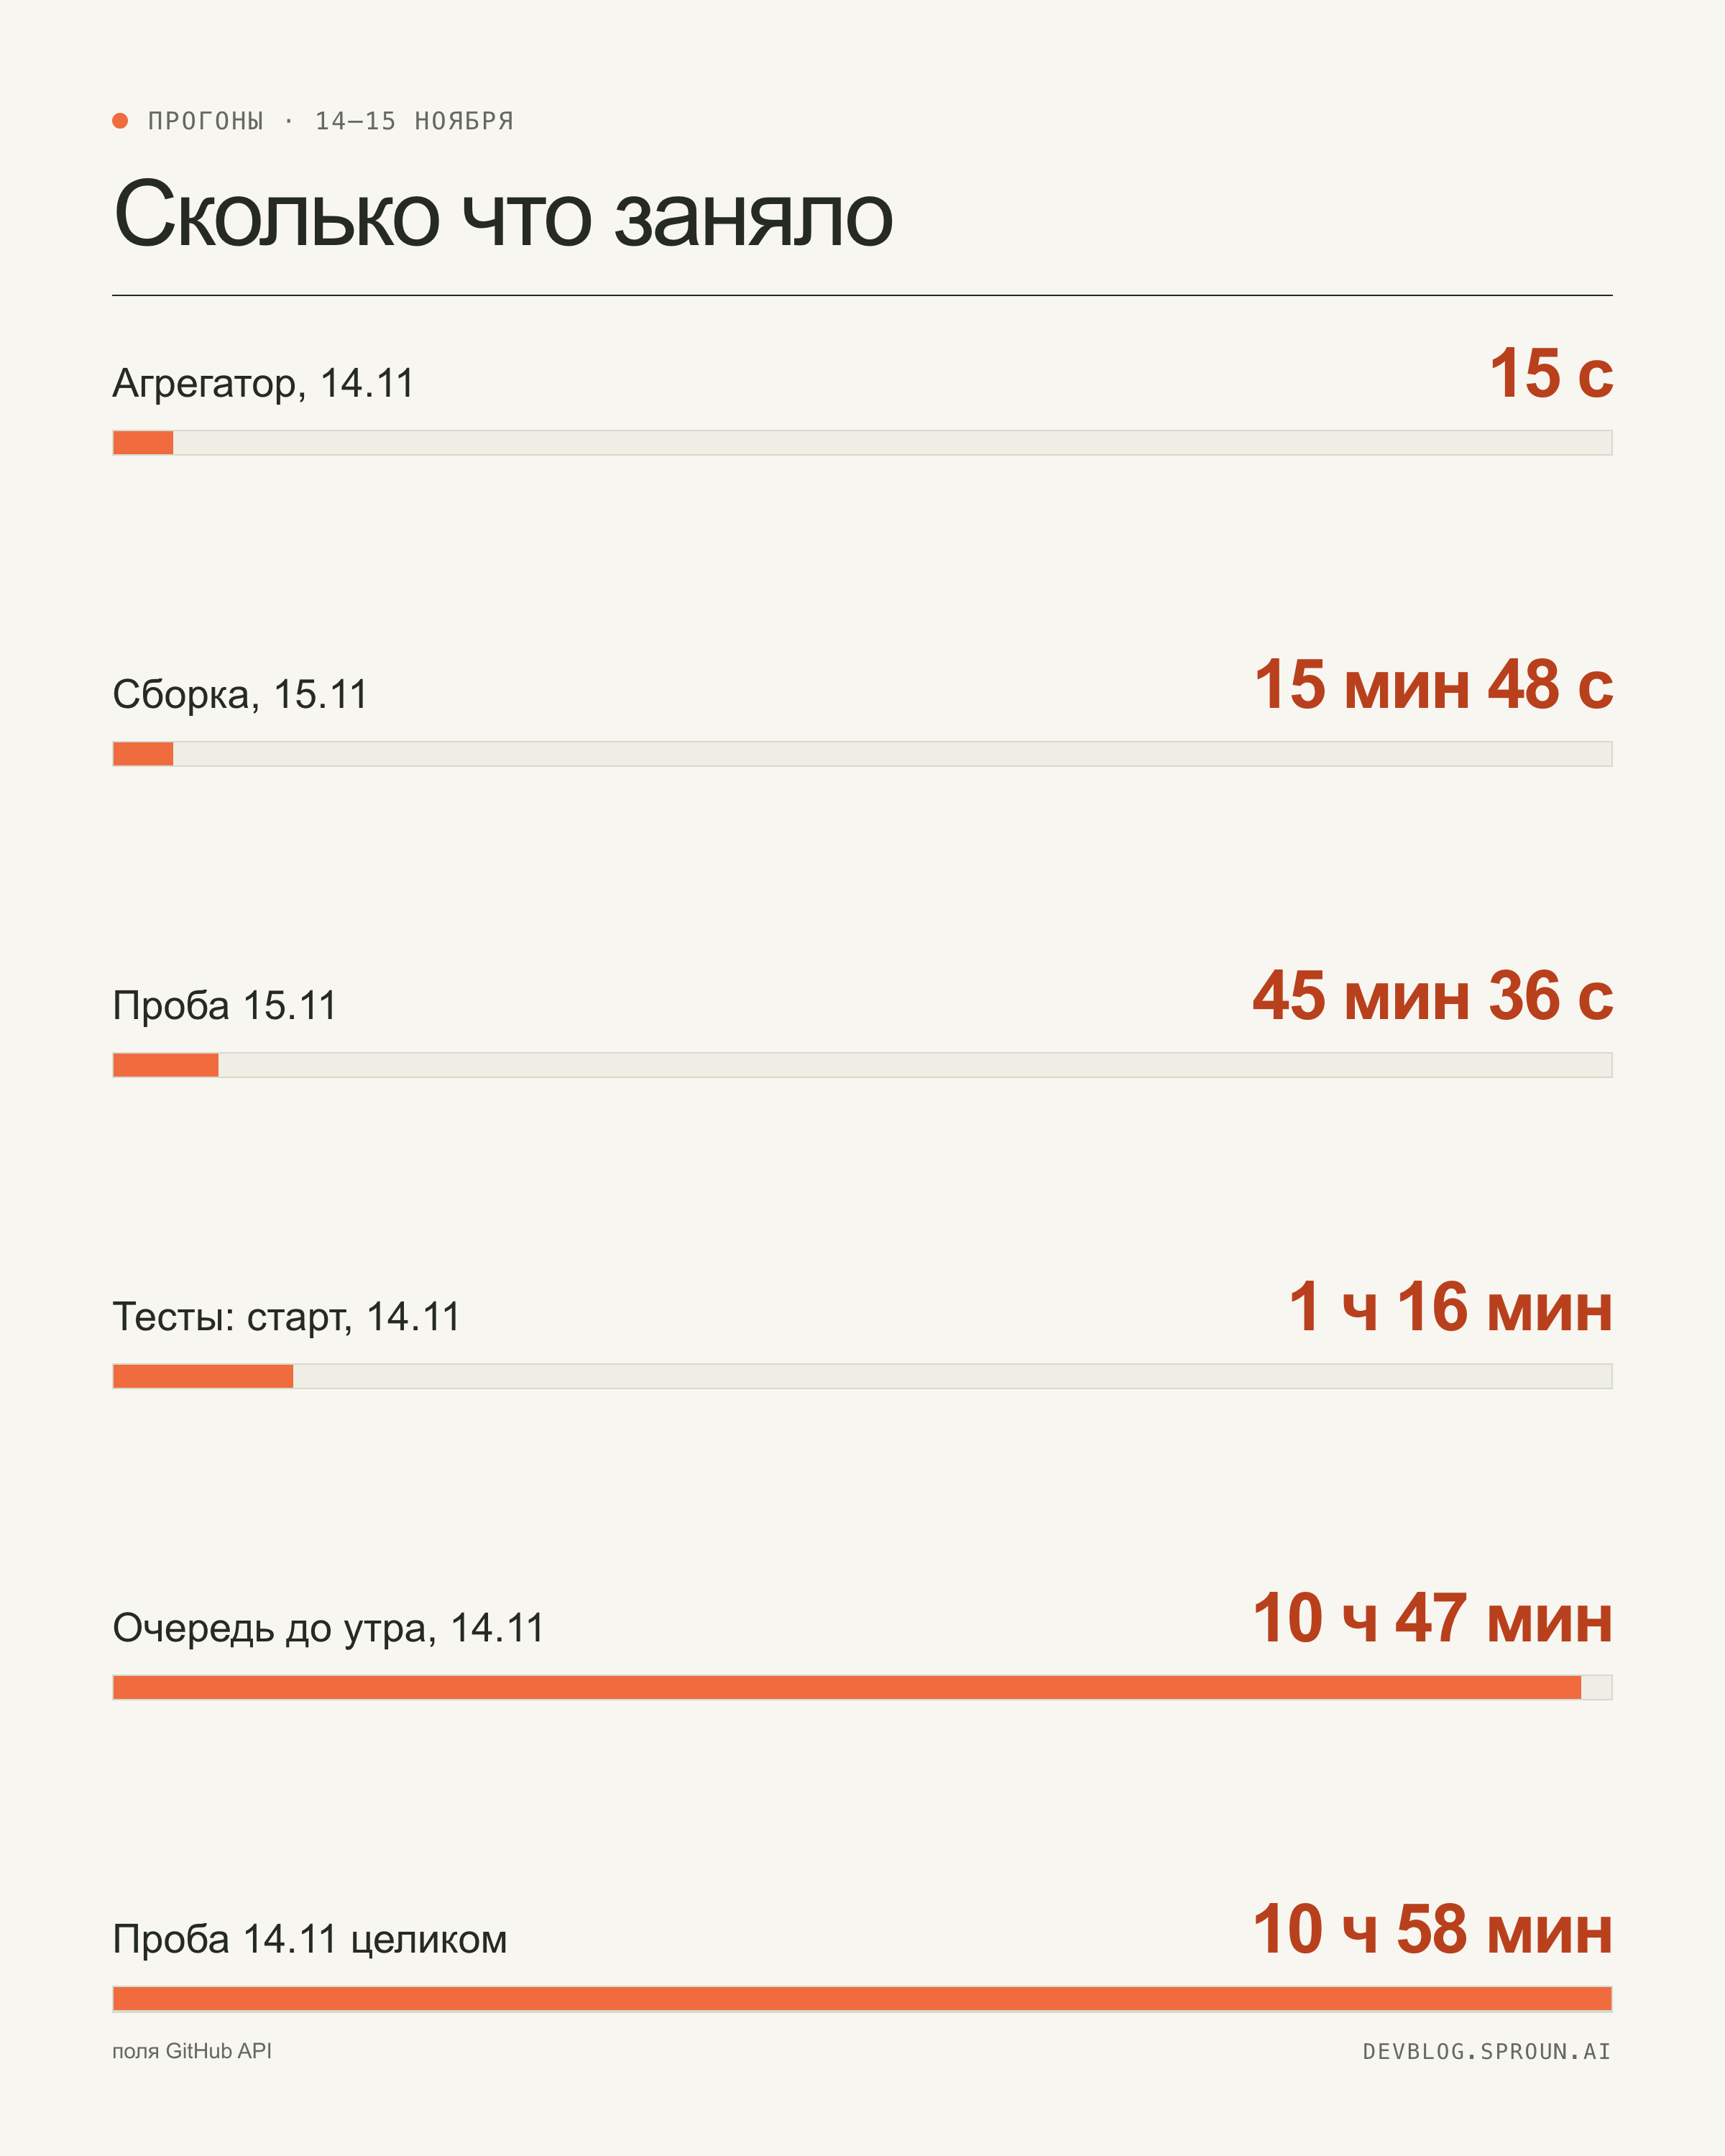 ПРОГОНЫ · 14–15 НОЯБРЯ
Сколько что заняло
Агрегатор, 14.11 15 с
Сборка, 15.11 15 мин 48 с
Проба 15.11 45 мин 36 с
Тесты: старт, 14.11 1 ч 16 мин
Очередь до утра, 14.11 10 ч 47 мин
Проба 14.11 целиком 10 ч 58 мин
поля GitHub API DEVBLOG.SPROUN.AI